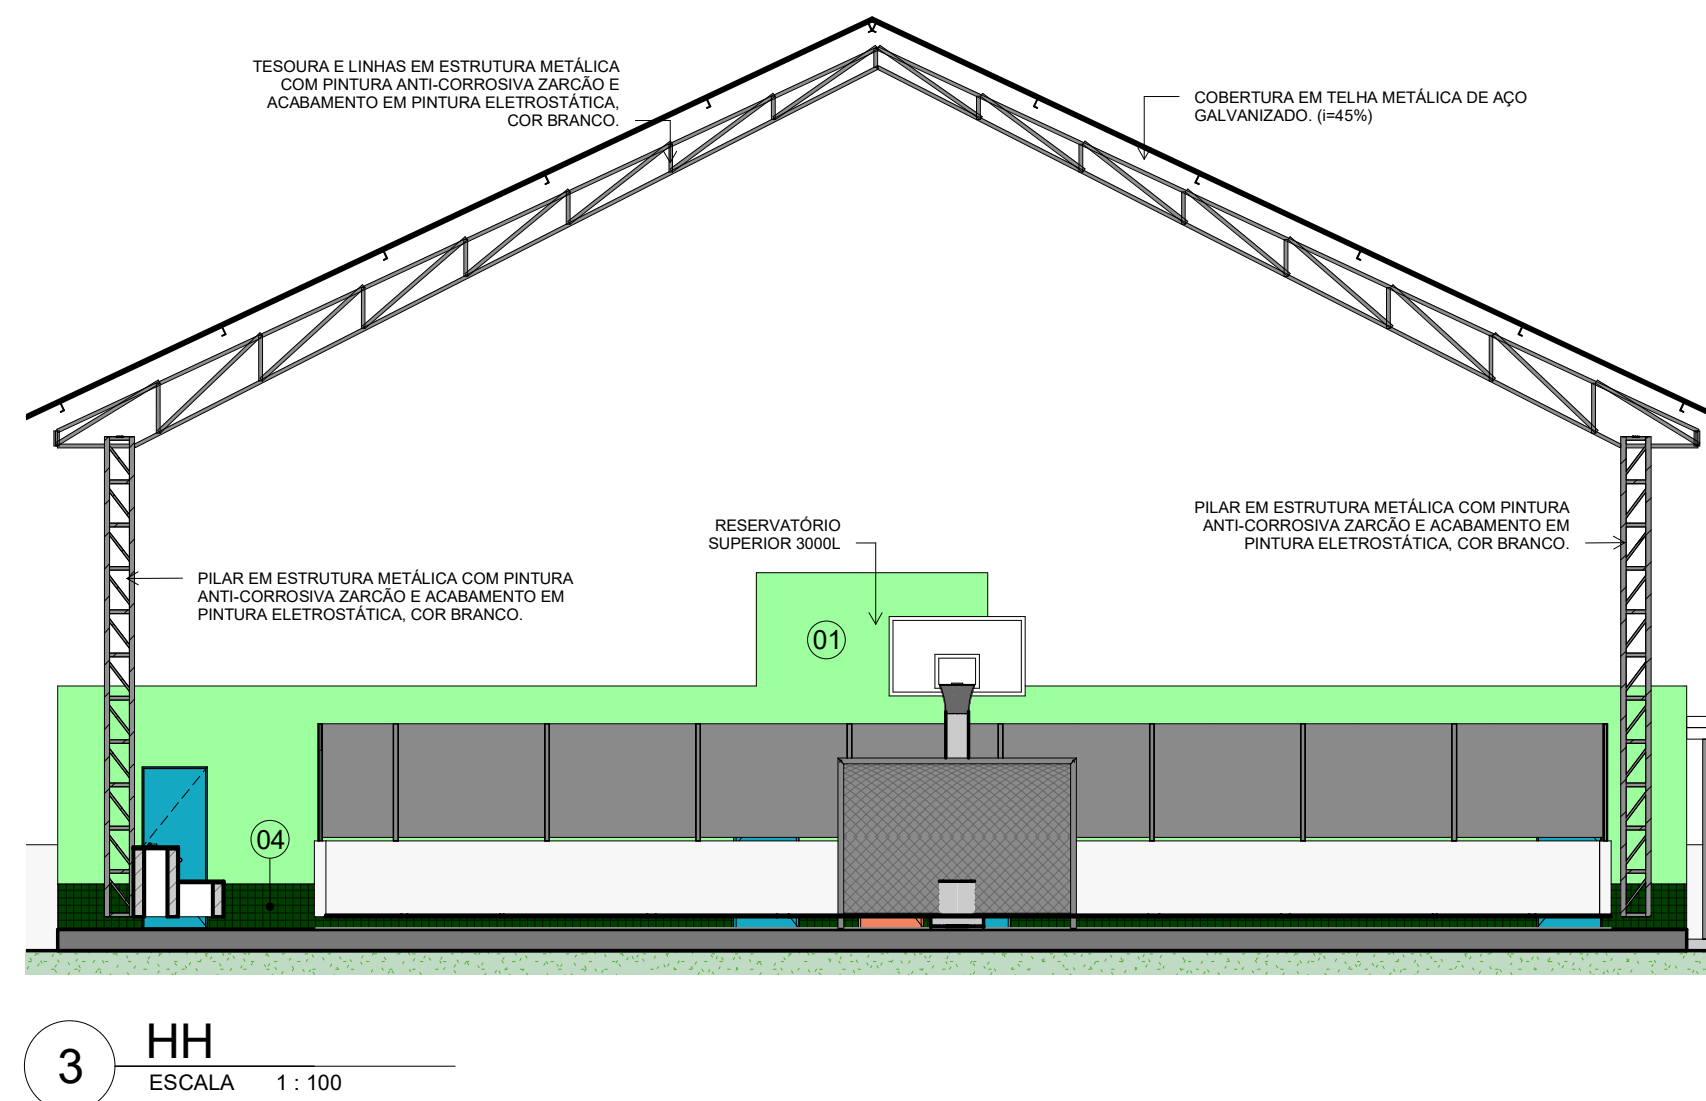 TESOURA E LINHAS EM ESTRUTURA METÁLICA
COM PINTURA ANTI-CORROSIVA ZARCÃO E
ACABAMENTO EM PINTURA ELETROSTÁTICA,
COR BRANCO.
COBERTURA EM TELHA METÁLICA DE AÇO
GALVANIZADO. (i=45%)
PILAR EM ESTRUTURA METÁLICA COM PINTURA
ANTI-CORROSIVA ZARCÃO E ACABAMENTO EM
PINTURA ELETROSTÁTICA, COR BRANCO.
RESERVATÓRIO
SUPERIOR 3000L
PILAR EM ESTRUTURA METÁLICA COM PINTURA
ANTI-CORROSIVA ZARCÃO E ACABAMENTO EM
PINTURA ELETROSTÁTICA, COR BRANCO.
01
04
3
HH
ESCALA 1 : 100